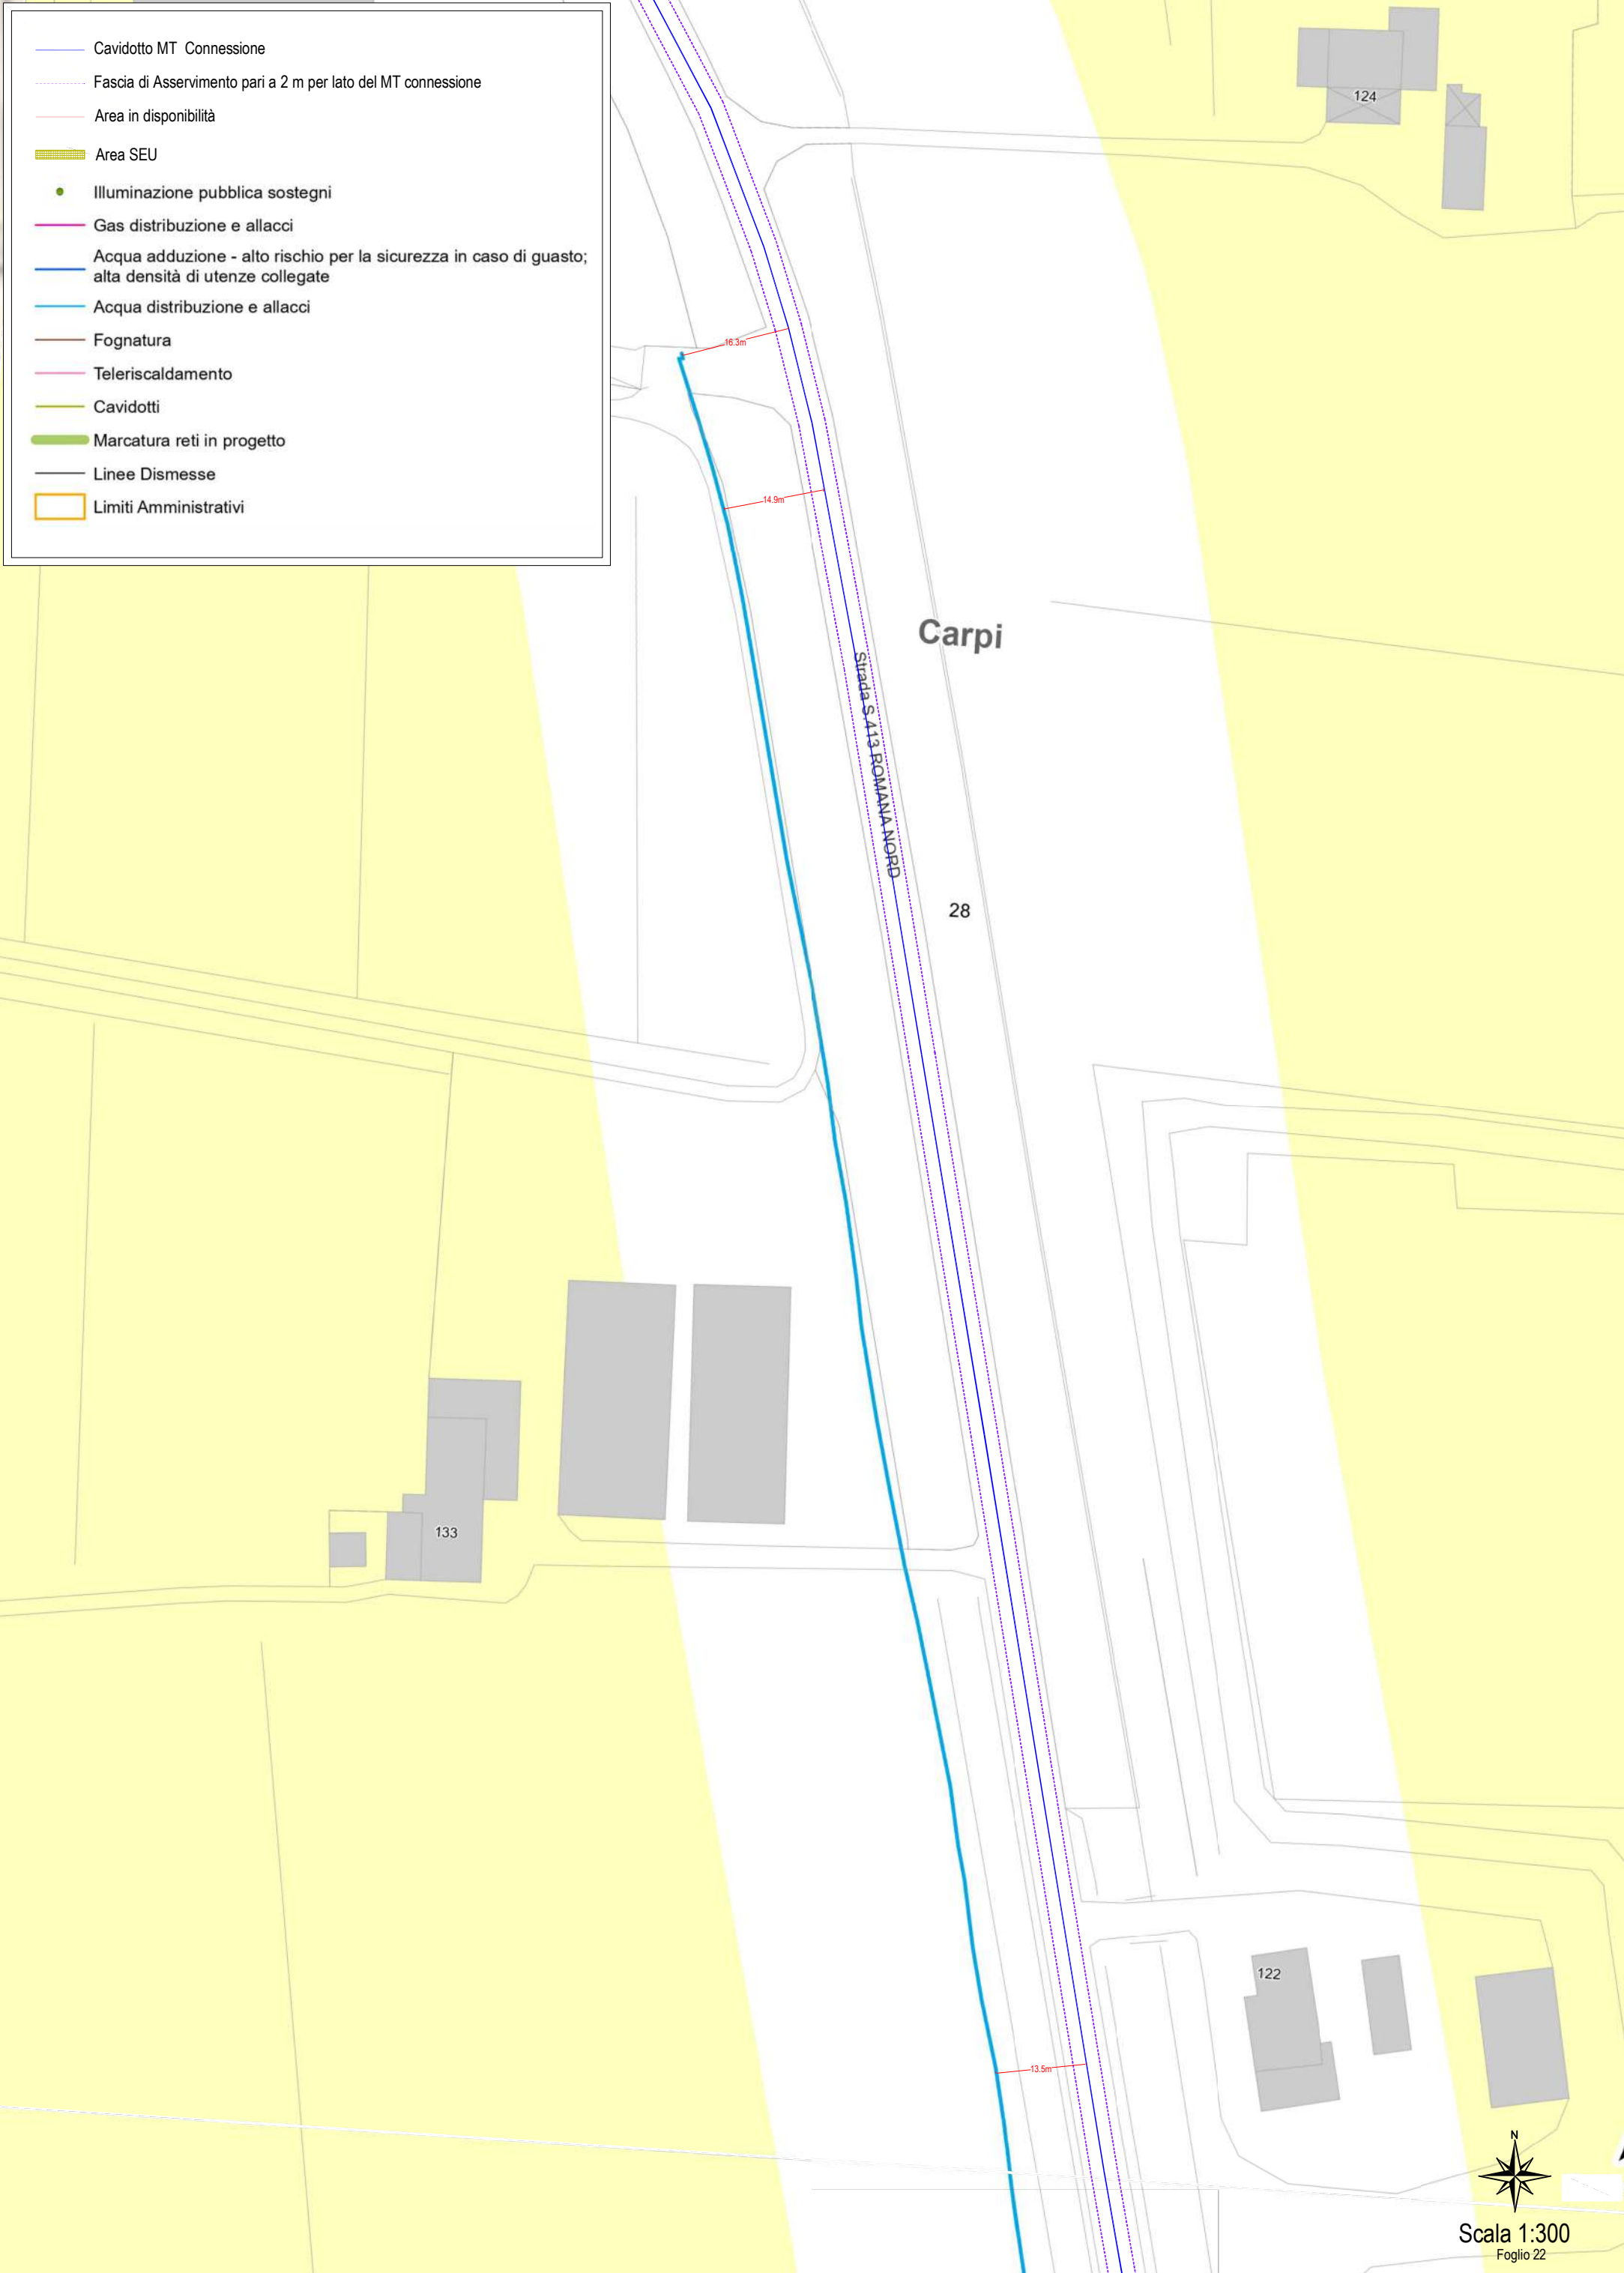 Cavidotto MT Connessione
Fascia di Asservimento pari a 2 m per lato del MT connessione
Area in disponibilità
Area SEU
Illuminazione pubblica sostegni
Gas distribuzione e allacci
Acqua adduzione - alto rischio per la sicurezza in caso di guasto;
alta densità di utenze collegate
Acqua distribuzione e allacci
Fognatura
Teleriscaldamento
Cavidotti
Marcatura reti in progetto
Linee Dismesse
Limiti Amministrativi
124
16.3m
14.9m
Carpi
Strada S.413 ROMANA NORD
28
133
122
13.5m
N
Scala 1:300
Foglio 22